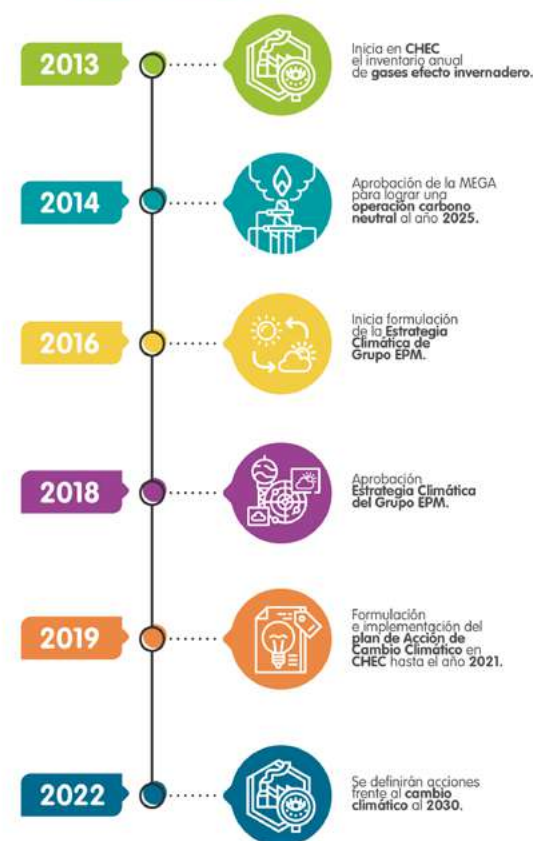 2013
Inicia en CHEC
el inventario anual
de gases efecto invernadero.
2014
Aprobación de la MEGA
para lograr una
operación carbono
neutral al año 2025.
2016
Inicia formulación
de la Estrategia
Climática de
Grupo EPM.
2018
Aprobación
Estrategia Climática
del Grupo EPM.
2019
Formulación
e implementación del
plan de Acción de
Cambio Climático en
CHEC hasta el año 2021.
2022
Se definirán acciones
frente al cambio
climático al 2030.